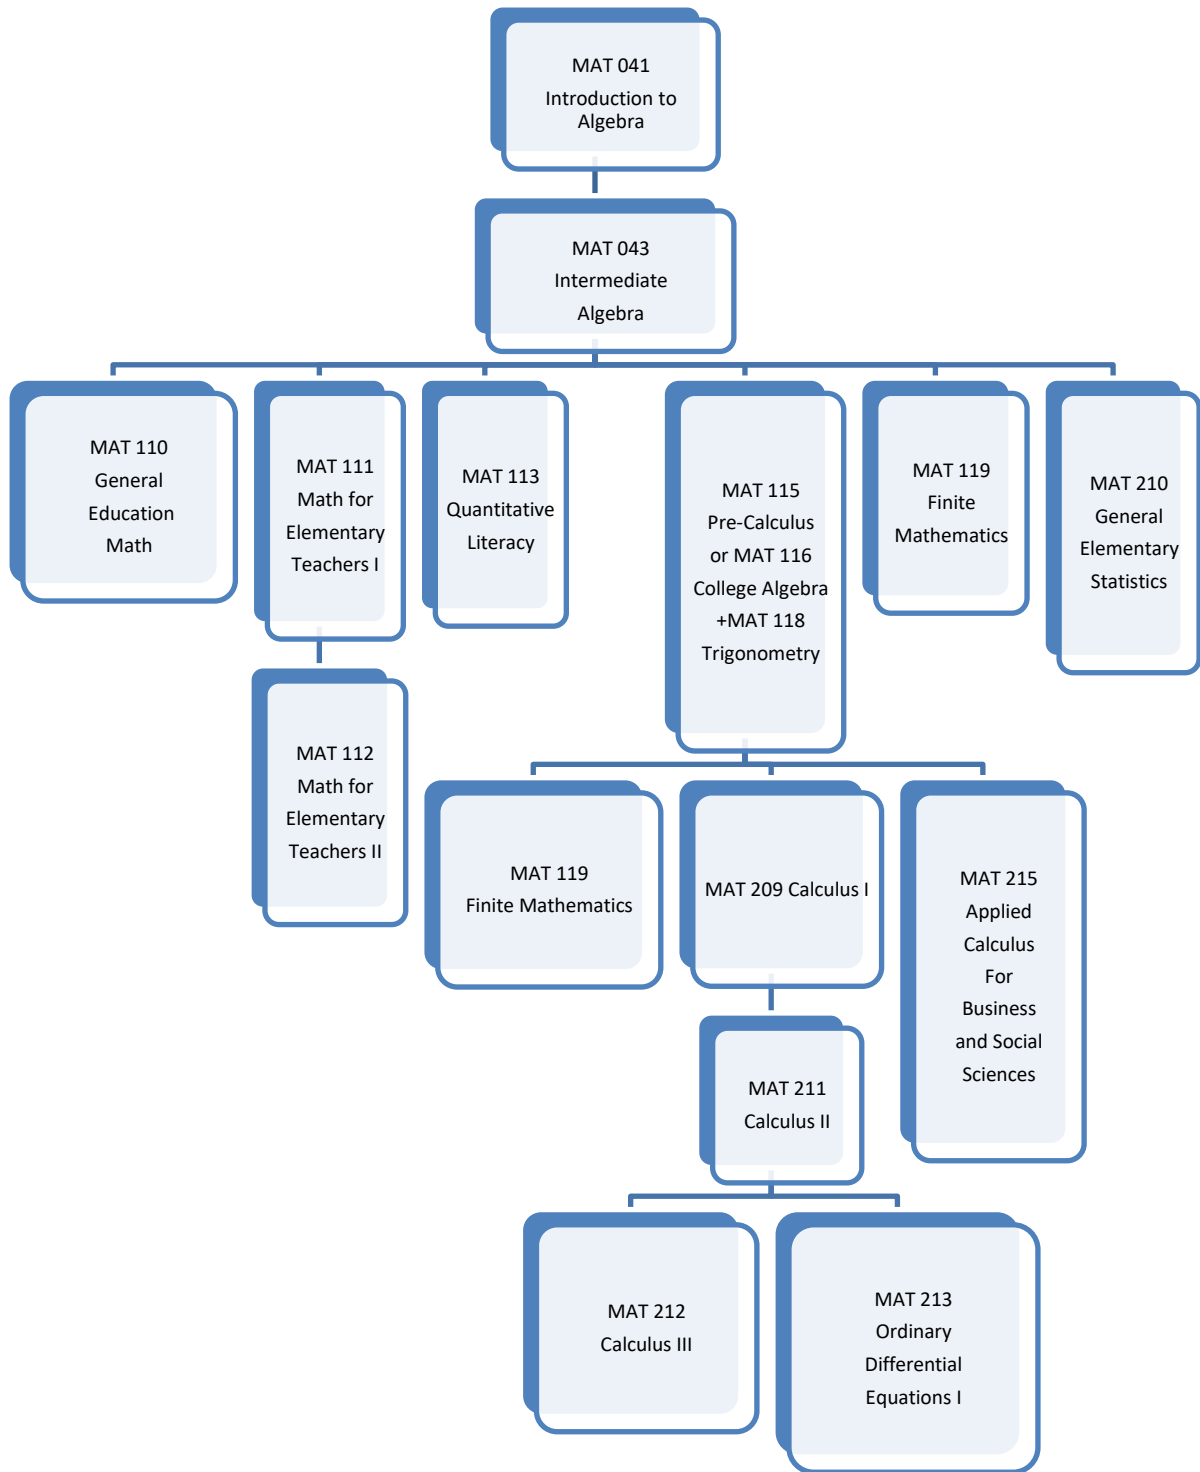 MAT 041
Introduction to
Algebra
MAT 043
Intermediate
Algebra
MAT 110
General
Education
Math
MAT 111
Math for
Elementary
Teachers I
MAT 113
Quantitative
Literacy
MAT 115
Pre-Calculus
or MAT 116
College Algebra
+MAT 118
Trigonometry
MAT 119
Finite
Mathematics
MAT 210
General
Elementary
Statistics
MAT 112
Math for
Elementary
Teachers II
MAT 119
Finite Mathematics
MAT 209 Calculus I
MAT 215
Applied
Calculus
For
Business
and Social
Sciences
MAT 211
Calculus II
MAT 212
Calculus III
MAT 213
Ordinary
Differential
Equations I